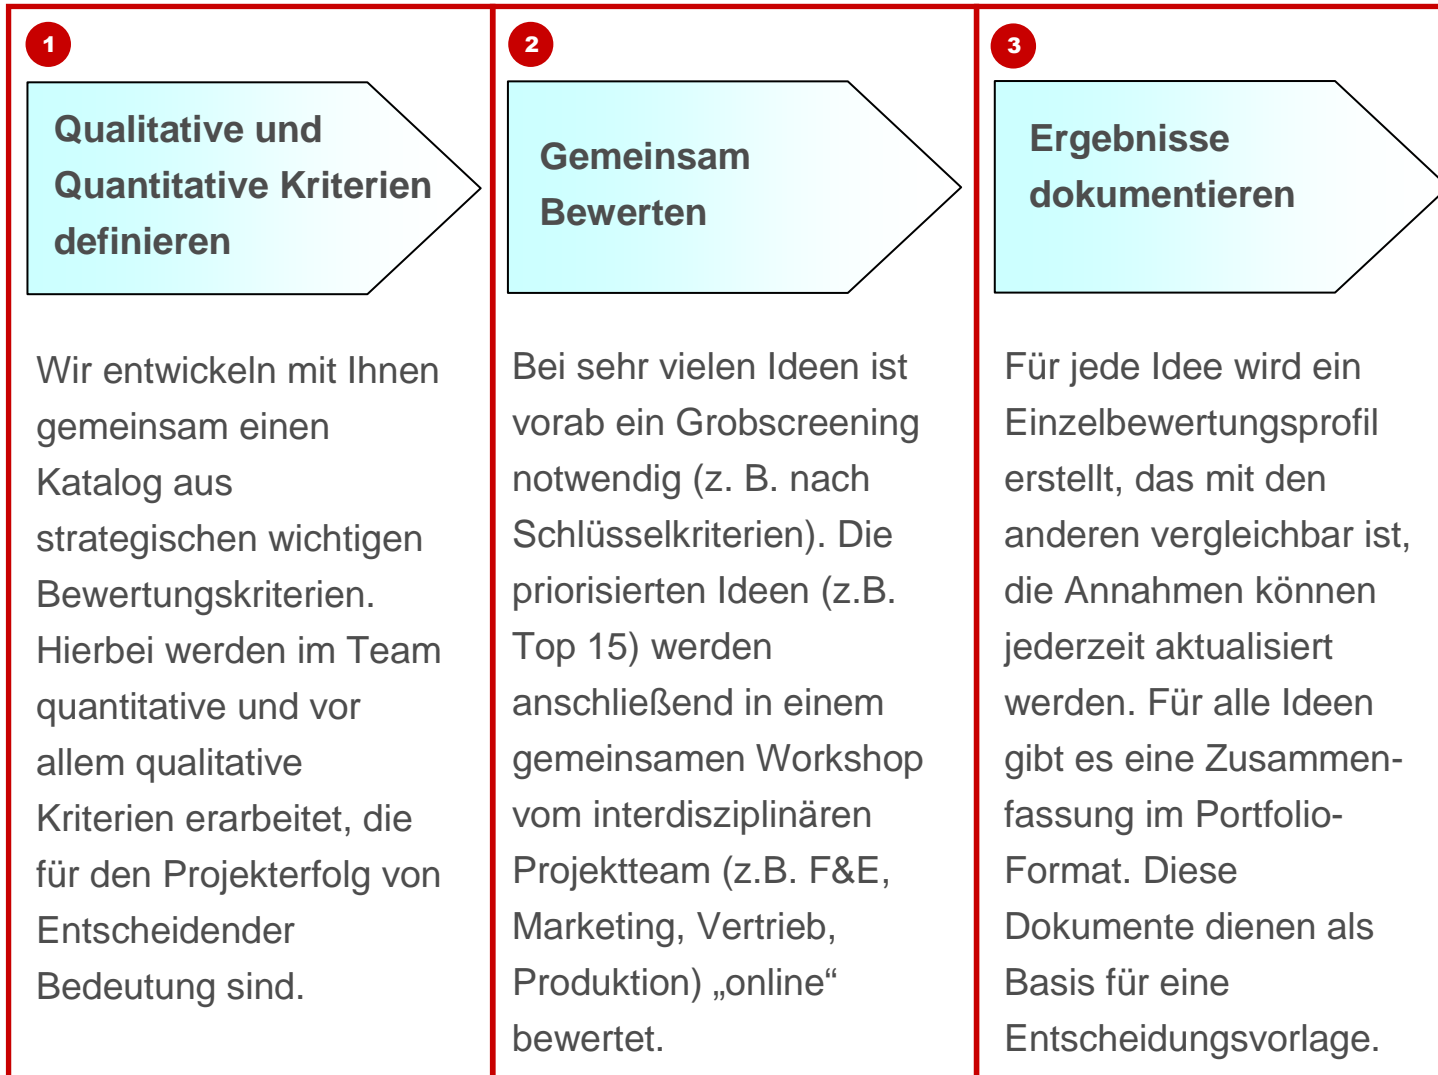 1
Qualitative und
Quantitative Kriterien
definieren
Wir entwickeln mit Ihnen
gemeinsam einen
Katalog aus
strategischen wichtigen
Bewertungskriterien.
Hierbei werden im Team
quantitative und vor
allem qualitative
Kriterien erarbeitet, die
für den Projekterfolg von
Entscheidender
Bedeutung sind.
2
Gemeinsam
Bewerten
Bei sehr vielen Ideen ist
vorab ein Grobscreening
notwendig (z. B. nach
Schlüsselkriterien). Die
priorisierten Ideen (z.B.
Top 15) werden
anschließend in einem
gemeinsamen Workshop
vom interdisziplinären
Projektteam (z.B. F&E,
Marketing, Vertrieb,
Produktion) „online“
bewertet.
3
Ergebnisse
dokumentieren
Für jede Idee wird ein
Einzelbewertungsprofil
erstellt, das mit den
anderen vergleichbar ist,
die Annahmen können
jederzeit aktualisiert
werden. Für alle Ideen
gibt es eine Zusammen-
fassung im Portfolio-
Format. Diese
Dokumente dienen als
Basis für eine
Entscheidungsvorlage.